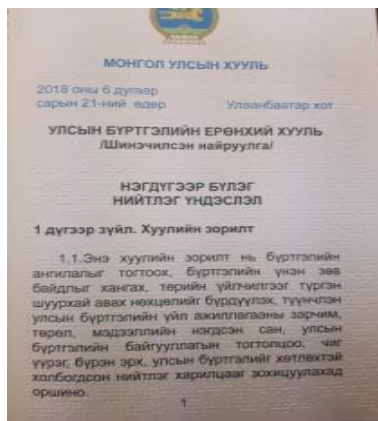 МОНГОЛ УЛСЫН ХУУЛЬ
2018 оны 6 дугаар
сарын 21-ний өдөр Улаанбаатар хот
УЛСЫН БҮРТГЭЛИЙН ЕРӨНХИЙ ХУУЛЬ
/Шинэчилсэн найруулга/
НЭГДҮГЭЭР БҮЛЭГ
НИЙТЛЭГ ҮНДЭСЛЭЛ
1 дүгээр зүйл. Хуулийн зорилт
1.1.Энэ хуулийн зорилт нь бүртгэлийн
ангилалыг тогтоох, бүртгэлийн үнэн зөв
байдлыг хангах, төрийн үйлчилгээг түргэн
шуурхай авах нөхцөлийг бүрдүүлэх, түүнчлэн
улсын бүртгэлийн үйл ажиллагааны зарчим,
төрөл, мэдээллийн нэгдсэн сан, улсын
бүртгэлийн байгууллагын тогтолцоо, чиг
үүрэг, бүрэн эрх, улсын бүртгэлийг хөтлөхтэй
холбогдсон нийтлэг харилцааг зохицуулахад
оршино.
1